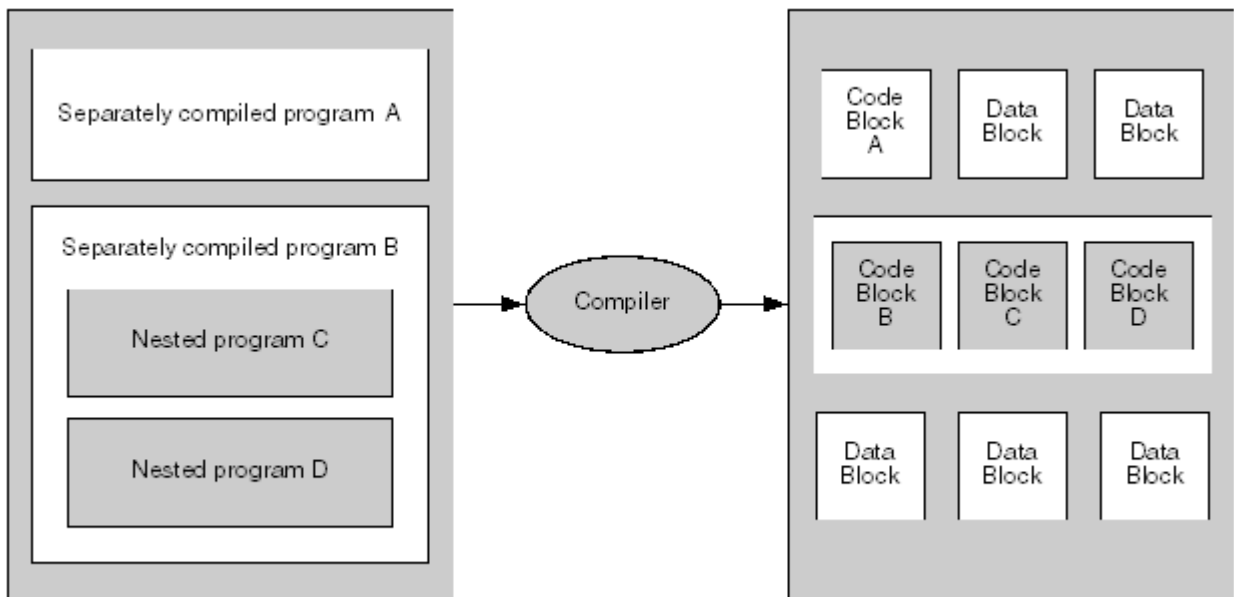 Separately compiled program A
Separately compiled program B
Nested program C
Nested program D
Compiler
Code
Block
A
Data
Block
Data
Block
Code
Block
B
Code
Block
C
Code
Block
D
Data
Block
Data
Block
Data
Block